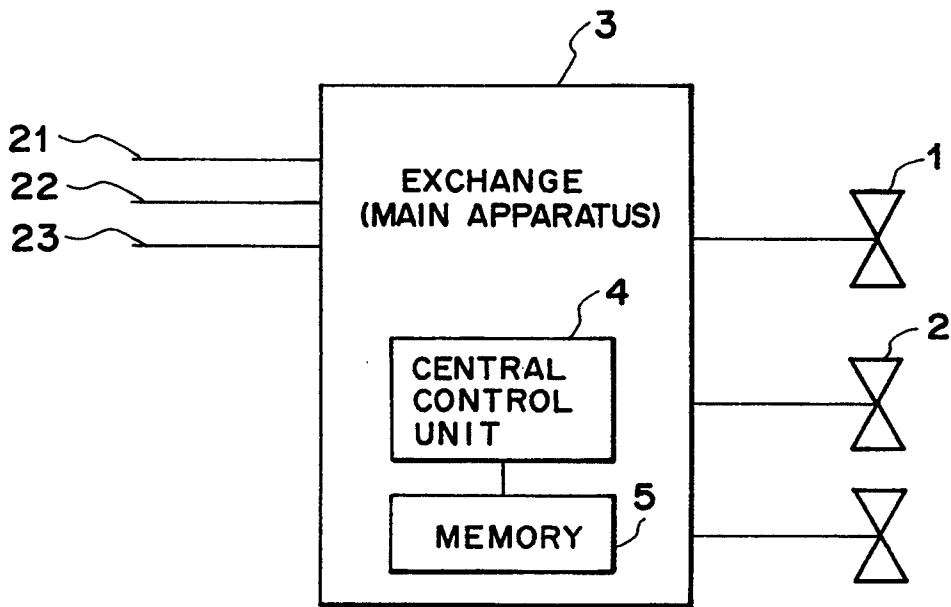 3
21
22
23
EXCHANGE
(MAIN APPARATUS)
1
4
2
CENTRAL
CONTROL
UNIT
5
MEMORY